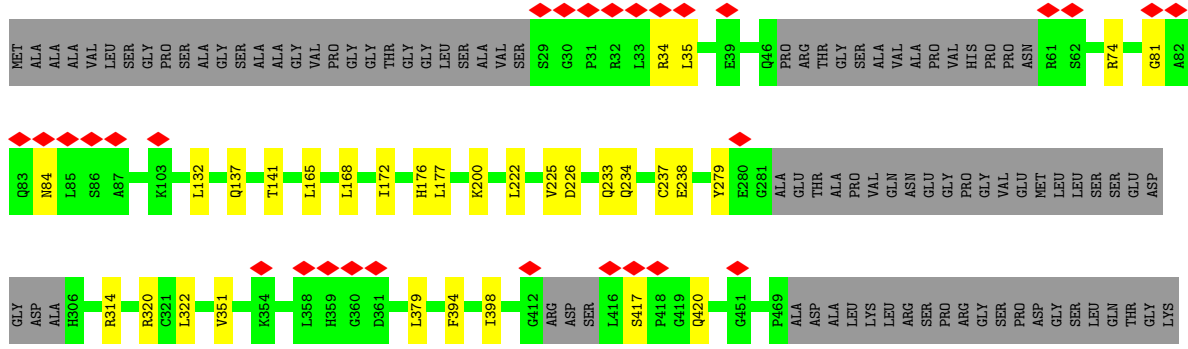 MET ALA ALA ALA VAL LEU SER GLY PRO SER ALA GLY SER ALA ALA GLY VAL PRO GLY GLY THR GLY GLY LEU SER ALA VAL SER S29 G30 P31 R32 L33 R34 L35 E39 Q46 PRO ARG THR GLY SER ALA VAL ALA PRO VAL HIS PRO PRO ASN R61 S62 R74 G81 A82
Q83 N84 L85 S86 A87 K103 L132 Q137 T141 L165 L168 I172 H176 L177 K200 L222 V225 D226 Q233 Q234 C237 E238 Y279 E280 G281 ALA GLU THR ALA PRO VAL GLN ASN GLU GLY PRO GLY VAL GLU MET LEU LEU SER SER GLU ASP
GLY ASP ALA H306 R314 R320 C321 L322 V351 K354 L358 H359 G360 D361 L379 F394 I398 G412 ARG ASP SER L416 S417 P418 G419 Q420 G451 P469 ALA ASP ALA LEU LYS LEU ARG SER PRO ARG GLY SER PRO ASP GLY SER LEU GLN THR GLY LYS